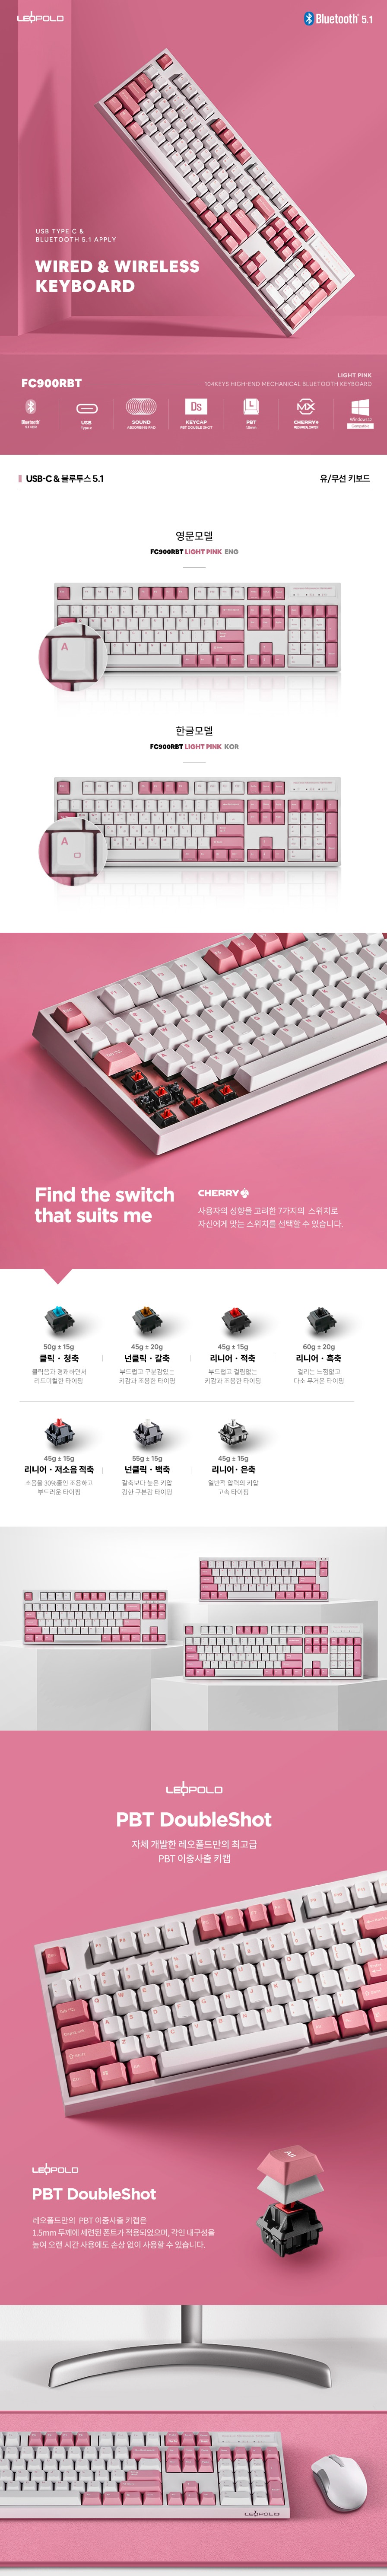 LEOPOLD
Bluetooth® 5.1
USB TYPE C &
BLUETOOTH 5.1 APPLY
WIRED & WIRELESS
KEYBOARD
LIGHT PINK
FC900RBT
104KEYS HIGH-END MECHANICAL BLUETOOTH KEYBOARD
Ds
L
MX
Bluetooth
USB
Type-c
SOUND
ABSORBING PAD
KEYCAP
PBT DOUBLE SHOT
PBT
1.5mm
CHERRY®
MECHANICAL SWITCH
Windows
Compatible
USB-C & 블루투스 5.1
유/무선 키보드
영문모델
FC900RBT LIGHT PINK ENG
A
한글모델
FC900RBT LIGHT PINK KOR
A
ㅁ
Find the switch
that suits me
CHERRY
사용자의 성향을 고려한 7가지의 스위치로
자신에게 맞는 스위치를 선택할 수 있습니다.
50g ± 15g
클릭 · 청축
클릭음과 경쾌하면서
리드미컬한 타이핑
45g ± 20g
넌클릭 · 갈축
부드럽고 구분감있는
키감과 조용한 타이핑
45g ± 15g
리니어 · 적축
부드럽고 걸림없는
키감과 조용한 타이핑
60g ± 20g
리니어 · 흑축
걸리는 느낌없고
다소 무거운 타이핑
45g ± 15g
리니어 · 저소음 적축
소음을 30%줄인 조용하고
부드러운 타이핑
55g ± 15g
넌클릭 · 백축
갈축보다 높은 키압
강한 구분감 타이핑
45g ± 15g
리니어 · 은축
일반적 압력의 키압
고속 타이핑
LEOPOLD
PBT DoubleShot
자체 개발한 레오폴드만의 최고급
PBT 이중사출 키캡
LEOPOLD
PBT DoubleShot
레오폴드만의 PBT 이중사출 키캡은
1.5mm 두께에 세련된 폰트가 적용되었으며, 각인 내구성을
높여 오랜 시간 사용에도 손상 없이 사용할 수 있습니다.
Alt
LEOPOLD